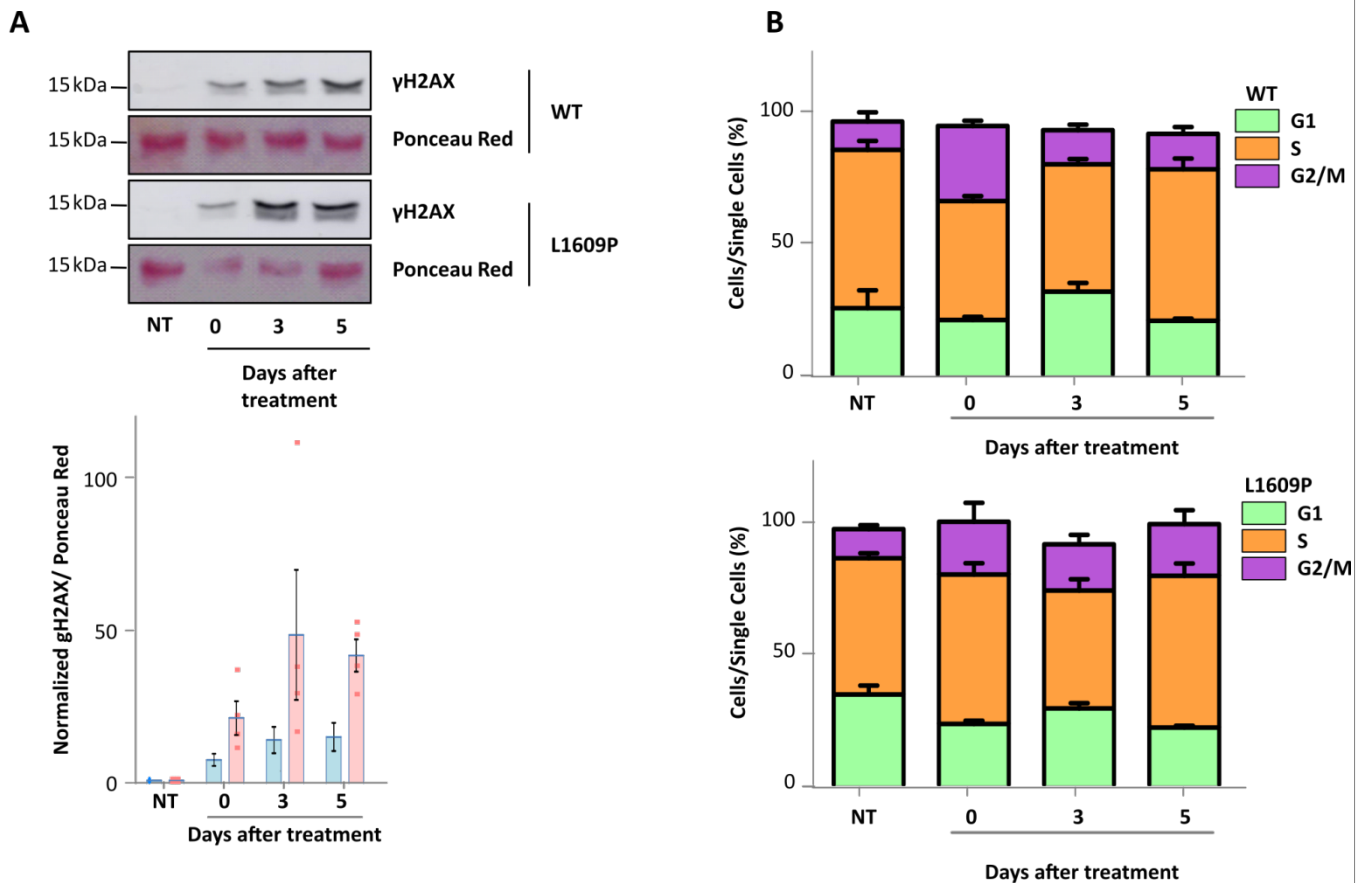 A
15 kDa
γH2AX
15 kDa
Ponceau Red
WT
15 kDa
γH2AX
15 kDa
Ponceau Red
L1609P
NT 0 3 5
Days after
treatment
Normalized gH2AX/ Ponceau Red
100
50
0
NT 0 3 5
Days after treatment
B
Cells/Single Cells (%)
100
50
0
WT
G1
S
G2/M
NT 0 3 5
Days after treatment
Cells/Single Cells (%)
100
50
0
L1609P
G1
S
G2/M
NT 0 3 5
Days after treatment